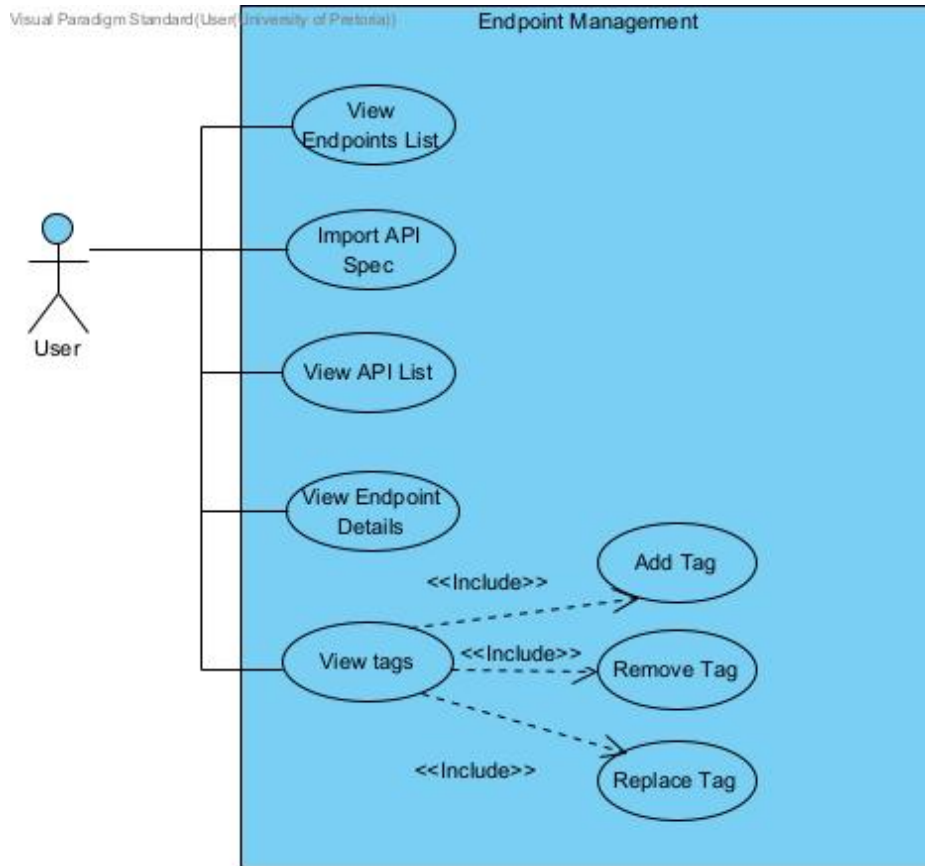 Visual Paradigm Standard(User(University of Pretoria))
Endpoint Management
View
Endpoints List
Import API
Spec
User
View API List
View Endpoint
Details
Add Tag
<<Include>>
View tags
<<Include>>
Remove Tag
<<Include>>
Replace Tag